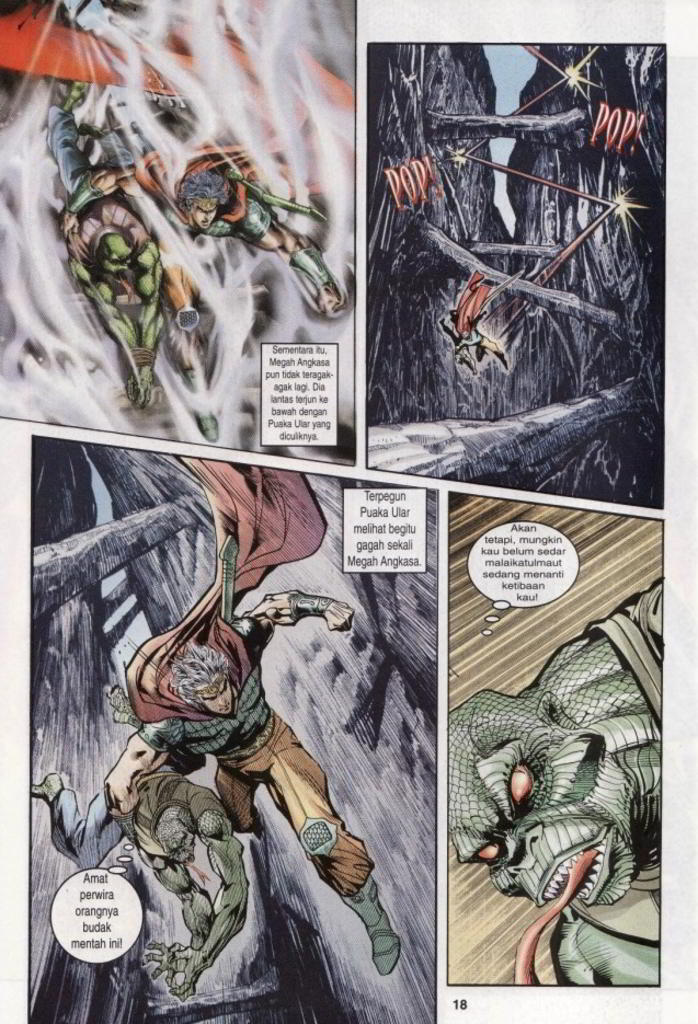 Sementara itu,
Megah Angkasa
pun tidak teragak-
agak lagi. Dia
lantas terjun ke
bawah dengan
Puaka Ular yang
diculiknya.
POP!
POP!
Terpegun
Puaka Ular
melihat begitu
gagah sekali
Megah Angkasa.
Amat
perwira
orangnya
budak
mentah ini!
Akan
tetapi, mungkin
kau belum sedar
malaikatulmaut
sedang menanti
ketibaan
kau!
18